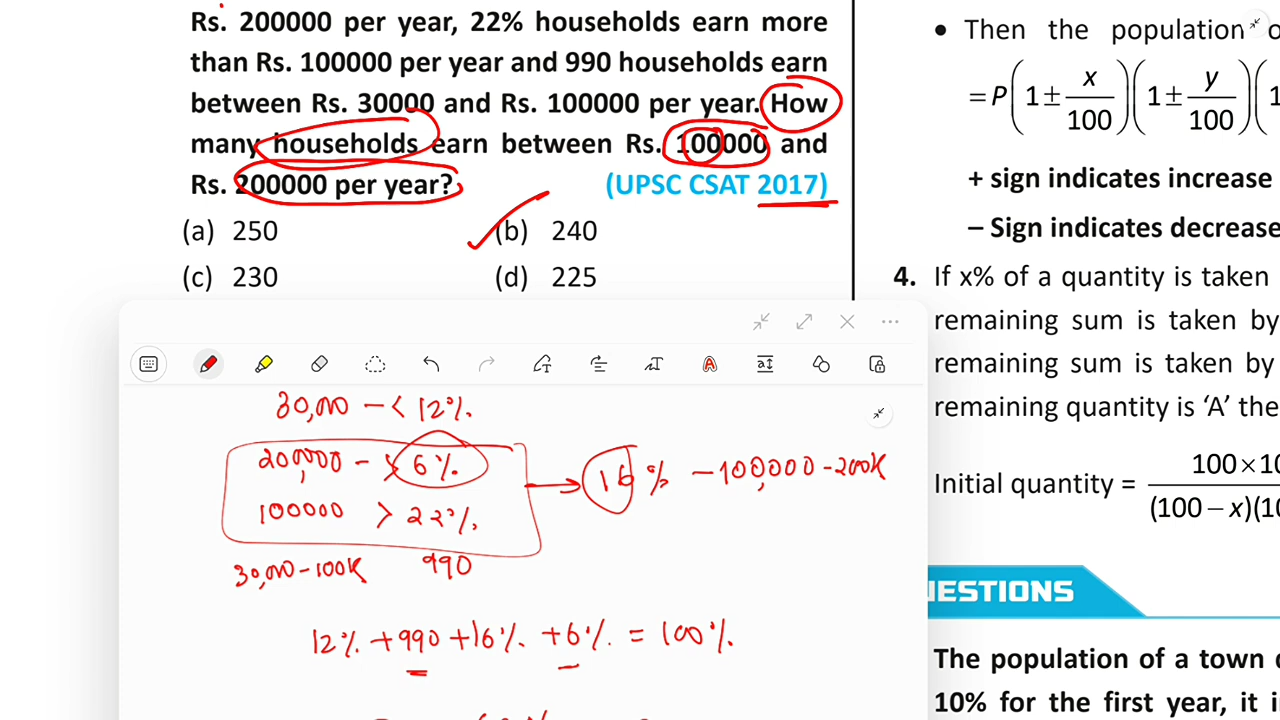 Rs. 200000 per year, 22% households earn more
than Rs. 100000 per year and 990 households earn
between Rs. 30000 and Rs. 100000 per year. How
many households earn between Rs. 100000 and
Rs. 200000 per year?
(UPSC CSAT 2017)
(a) 250
(b) 240
(c) 230
(d) 225
30,000 – < 12%.
200,000 – > 6%.
100000 > 22%.
16% – 100,000 – 200K
30,000 – 100K 990
12% + 990 + 16% + 6% = 100%.
• Then the population
= P(1 ± x/100)(1 ± y/100)(1
+ sign indicates increase
– Sign indicates decrease
4. If x% of a quantity is taken
remaining sum is taken by
remaining sum is taken by
remaining quantity is ‘A’ the
Initial quantity = 100×10
(100 – x)(10
ESTIONS
The population of a town
10% for the first year, it i